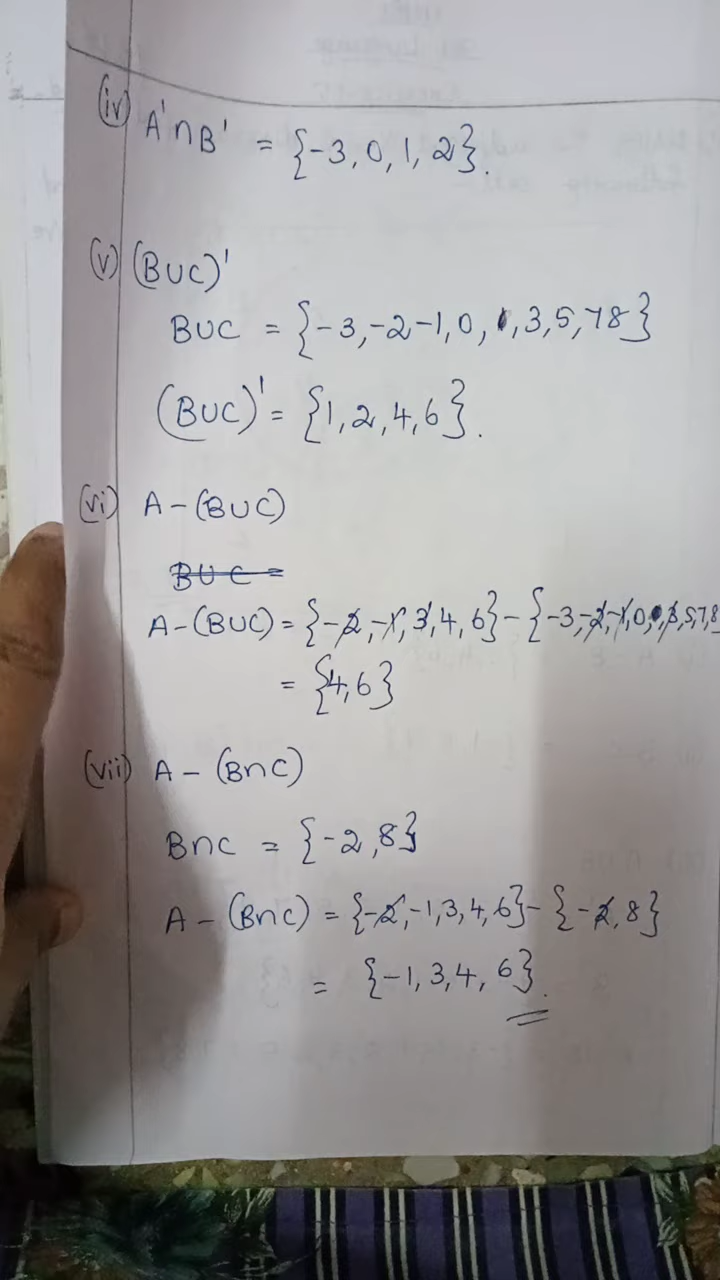 (iv) A'∩B' = {-3, 0, 1, 2}.
(v) (B∪C)'
B∪C = {-3, -2 -1, 0, , 3, 5, 7 8}
(B∪C)' = {1, 2, 4, 6}.
(vi) A - (B∪C)
B∪C =
A - (B∪C) = {-2, -1, 3, 4, 6} - {-3, -2, -1, 0, , 3, 5, 7, 8
= {4, 6}
(vii) A - (B∩C)
B∩C = {-2, 8}
A - (B∩C) = {-2, -1, 3, 4, 6} - {-2, 8}
= {-1, 3, 4, 6}.